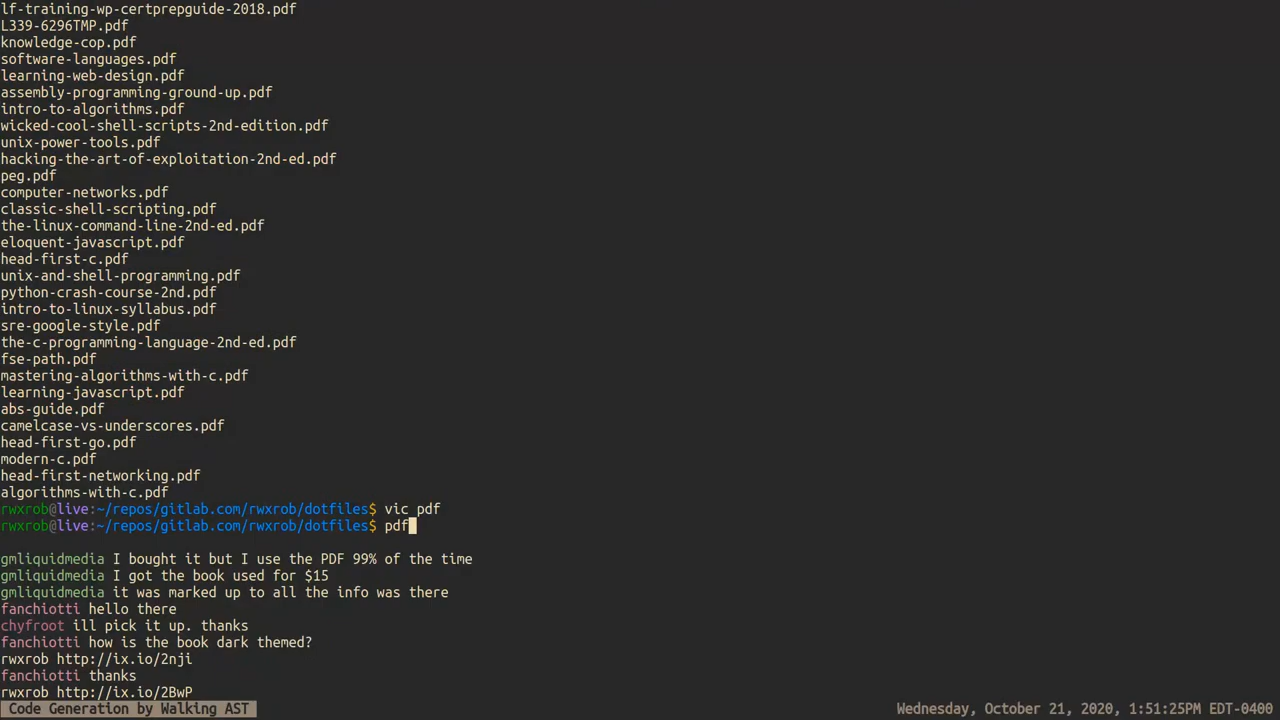 lf-training-wp-certprepguide-2018.pdf
L339-6296TMP.pdf
knowledge-cop.pdf
software-languages.pdf
learning-web-design.pdf
assembly-programming-ground-up.pdf
intro-to-algorithms.pdf
wicked-cool-shell-scripts-2nd-edition.pdf
unix-power-tools.pdf
hacking-the-art-of-exploitation-2nd-ed.pdf
peg.pdf
computer-networks.pdf
classic-shell-scripting.pdf
the-linux-command-line-2nd-ed.pdf
eloquent-javascript.pdf
head-first-c.pdf
unix-and-shell-programming.pdf
python-crash-course-2nd.pdf
intro-to-linux-syllabus.pdf
sre-google-style.pdf
the-c-programming-language-2nd-ed.pdf
fse-path.pdf
mastering-algorithms-with-c.pdf
learning-javascript.pdf
abs-guide.pdf
camelcase-vs-underscores.pdf
head-first-go.pdf
modern-c.pdf
head-first-networking.pdf
algorithms-with-c.pdf
rwxrob@live:~/repos/gitlab.com/rwxrob/dotfiles$ vic pdf
rwxrob@live:~/repos/gitlab.com/rwxrob/dotfiles$ pdf
gmliquidmedia I bought it but I use the PDF 99% of the time
gmliquidmedia I got the book used for $15
gmliquidmedia it was marked up to all the info was there
fanchiotti hello there
chyfroot ill pick it up. thanks
fanchiotti how is the book dark themed?
rwxrob http://ix.io/2nji
fanchiotti thanks
rwxrob http://ix.io/2BwP
Code Generation by Walking AST Wednesday, October 21, 2020, 1:51:25PM EDT-0400